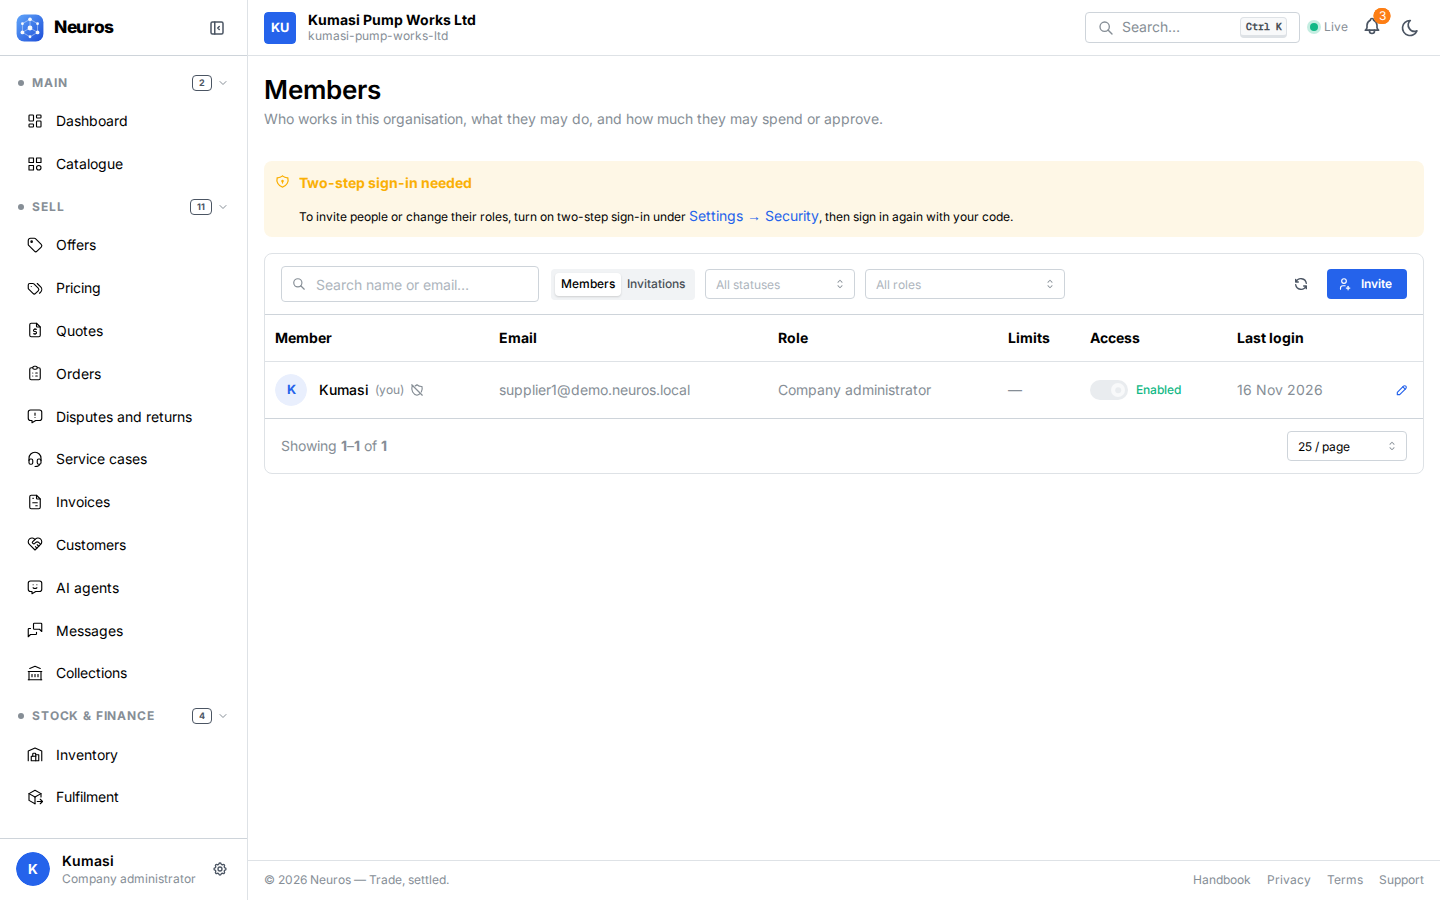 Neuros
KU
Kumasi Pump Works Ltd
kumasi-pump-works-ltd
Search...
Ctrl K
Live
3
MAIN
2
Dashboard
Catalogue
SELL
11
Offers
Pricing
Quotes
Orders
Disputes and returns
Service cases
Invoices
Customers
AI agents
Messages
Collections
STOCK & FINANCE
4
Inventory
Fulfilment
K
Kumasi
Company administrator
Members
Who works in this organisation, what they may do, and how much they may spend or approve.
Two-step sign-in needed
To invite people or change their roles, turn on two-step sign-in under Settings → Security, then sign in again with your code.
Search name or email...
Members
Invitations
All statuses
All roles
Invite
Member Email Role Limits Access Last login
K Kumasi (you) supplier1@demo.neuros.local Company administrator — Enabled 16 Nov 2026
Showing 1–1 of 1
25 / page
© 2026 Neuros — Trade, settled.
Handbook Privacy Terms Support